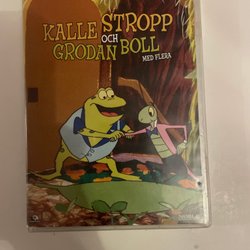 KALLE STROPP
OCH
GRODAN BOLL
MED FLERA